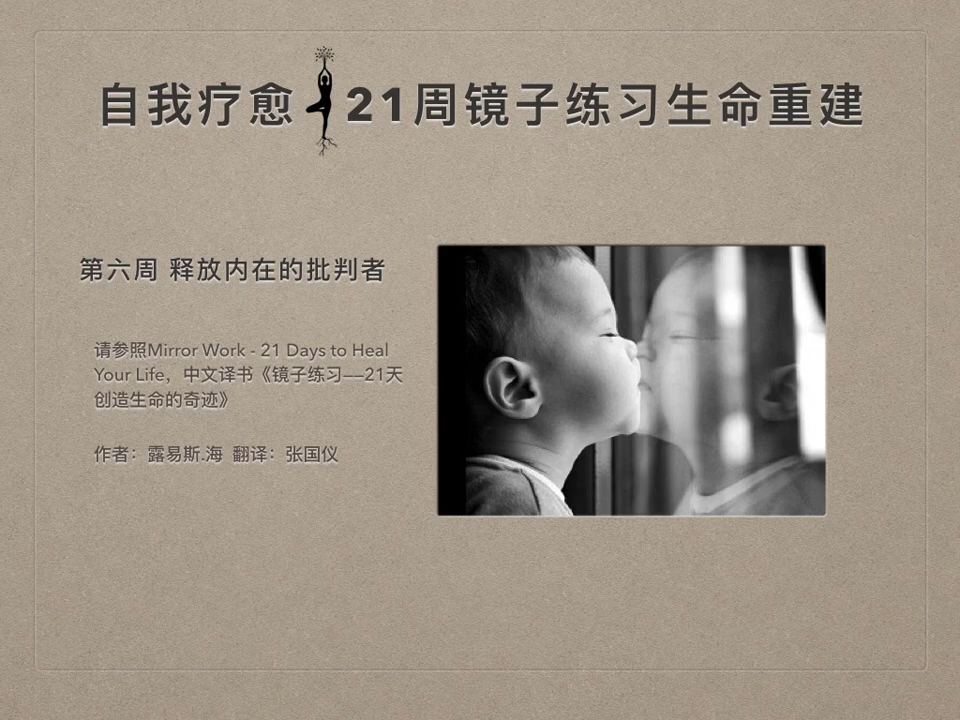 自我疗愈 21周镜子练习生命重建
第六周 释放内在的批判者
请参照Mirror Work - 21 Days to Heal
Your Life，中文译书《镜子练习——21天
创造生命的奇迹》
作者：露易斯.海 翻译：张国仪